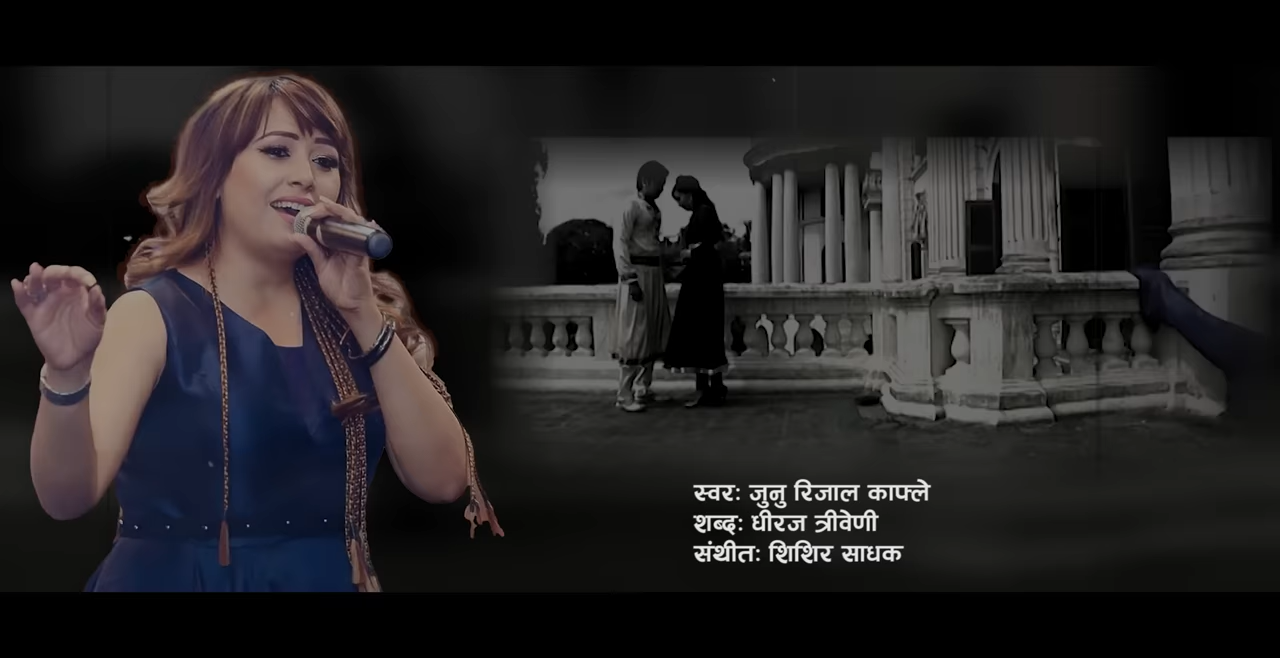 स्वरः जुनु रिजाल काफ्ले
शब्दः धीरज त्रीवेणी
संथीतः शिशिर साधक